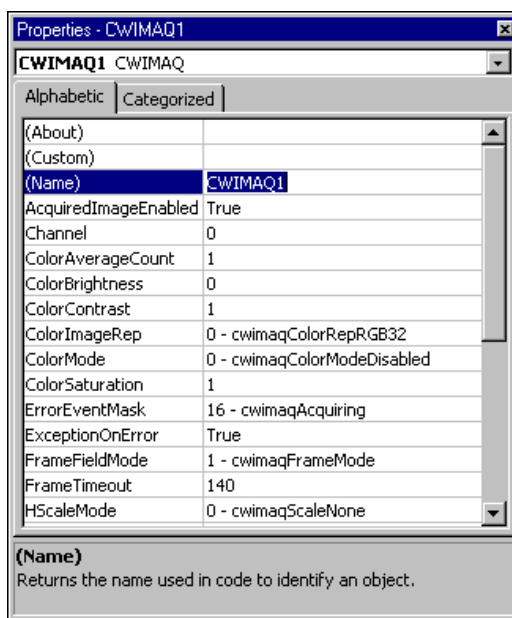 Properties - CWIMAQ1
CWIMAQ1 CWIMAQ
Alphabetic Categorized
(About)
(Custom)
(Name) CWIMAQ1
AcquiredImageEnabled True
Channel 0
ColorAverageCount 1
ColorBrightness 0
ColorContrast 1
ColorImageRep 0 - cwimaqColorRepRGB32
ColorMode 0 - cwimaqColorModeDisabled
ColorSaturation 1
ErrorEventMask 16 - cwimaqAcquiring
ExceptionOnError True
FrameFieldMode 1 - cwimaqFrameMode
FrameTimeout 140
HScaleMode 0 - cwimaqScaleNone
(Name)
Returns the name used in code to identify an object.